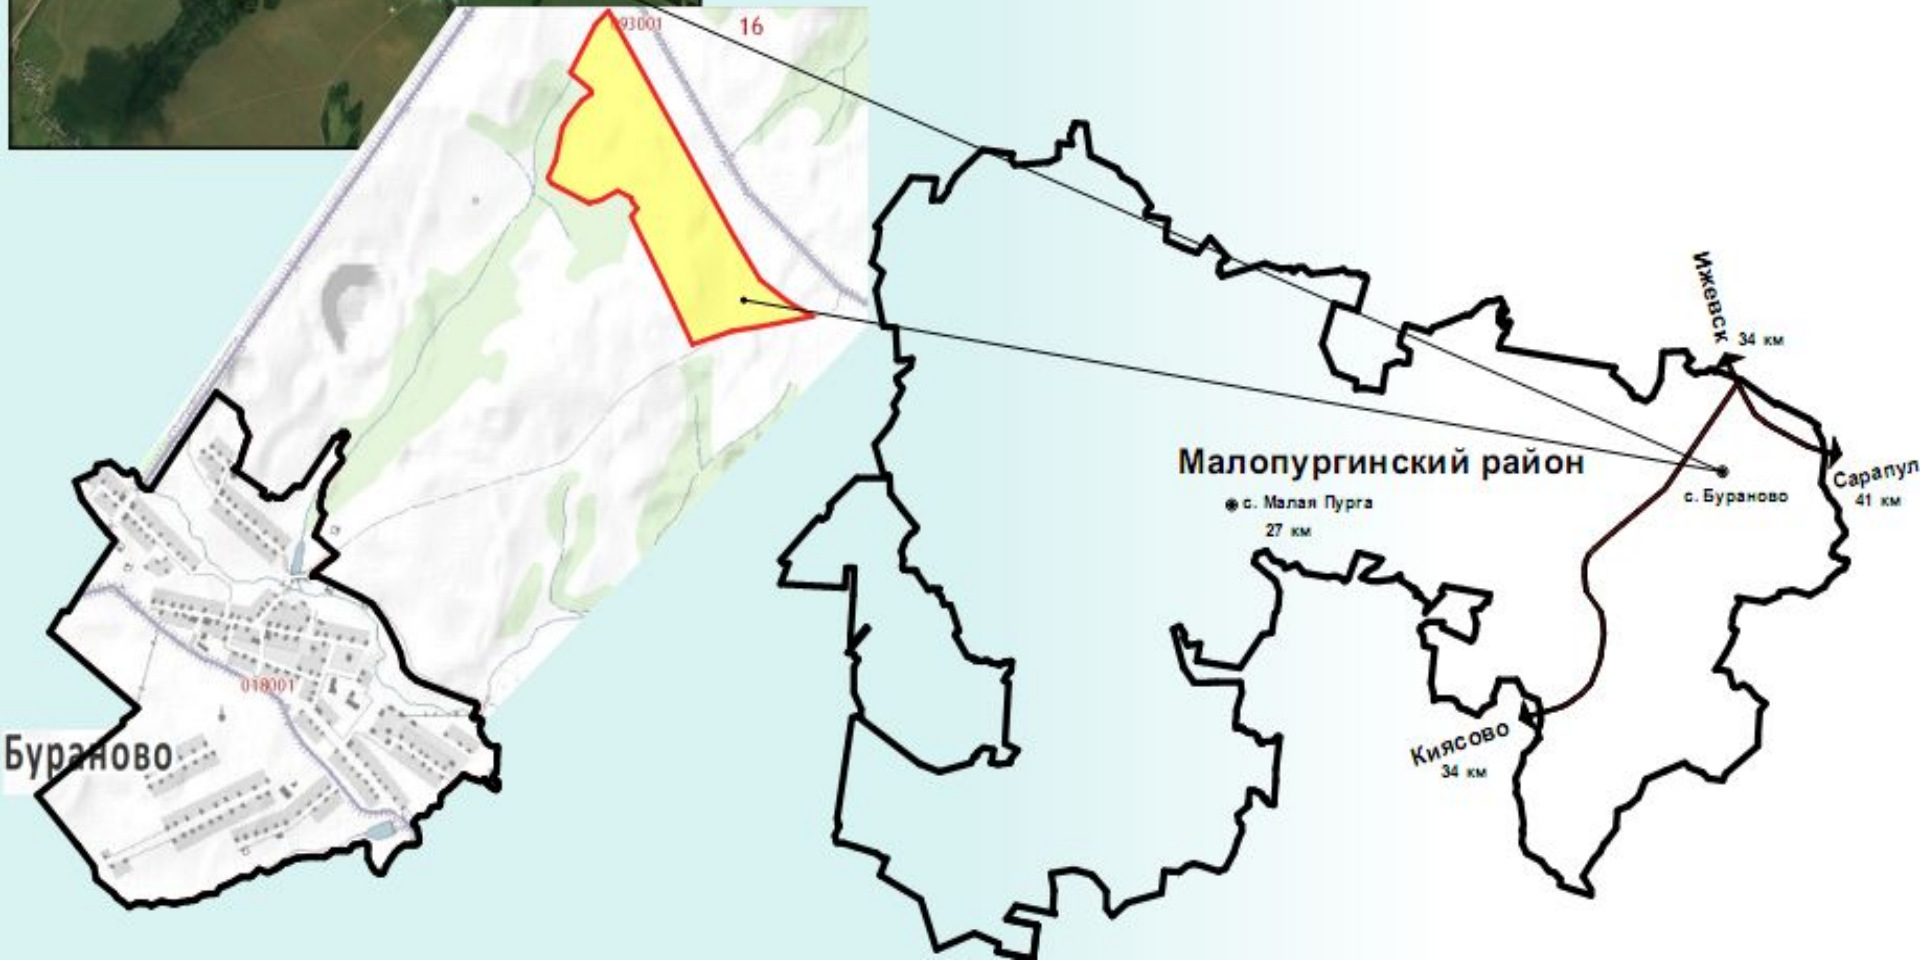 093001
16
Ижевск
34 км
Малопургинский район
Сарапул
41 км
с. Бураново
с. Малая Пурга
27 км
018001
Бураново
Киясово
34 км